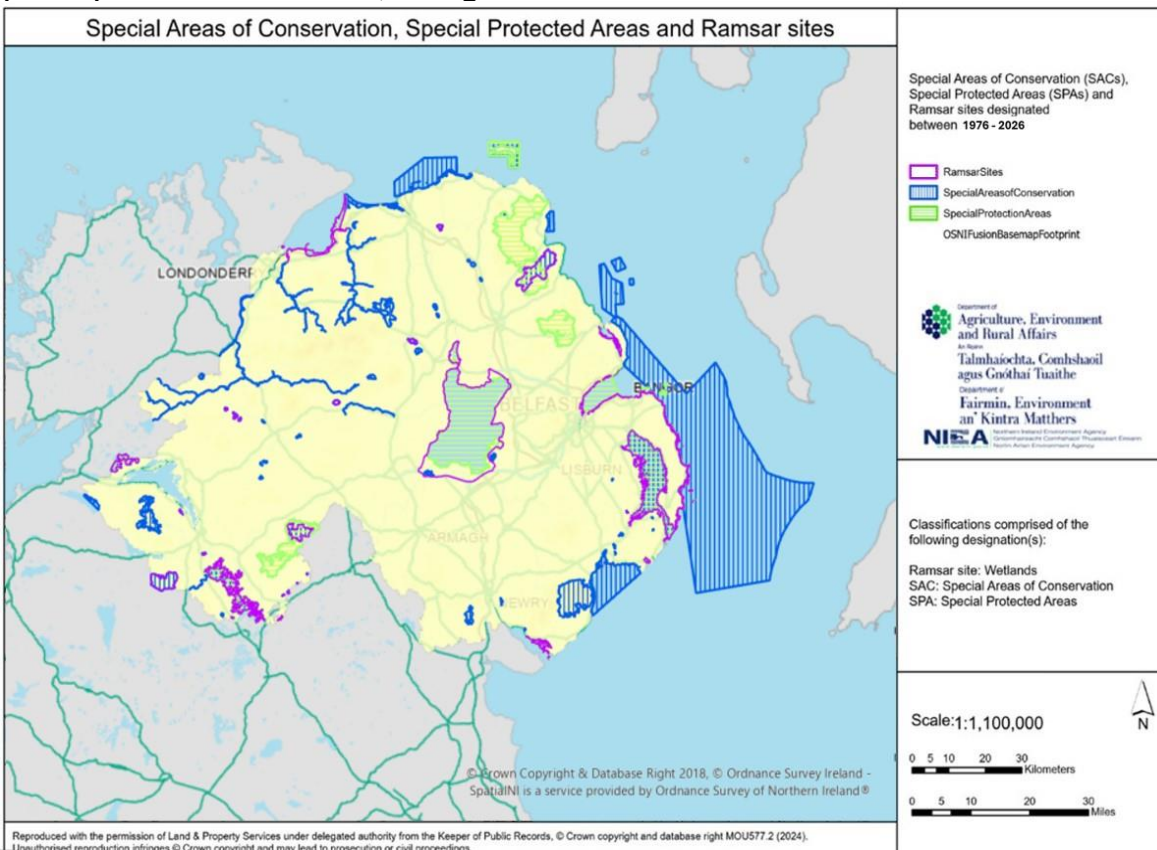 Special Areas of Conservation, Special Protected Areas and Ramsar sites
LONDONDERRY
BANGOR
BELFAST
LISBURN
ARMAGH
NEWRY
© Crown Copyright & Database Right 2018, © Ordnance Survey Ireland -
SpatialNI is a service provided by Ordnance Survey of Northern Ireland®
Special Areas of Conservation (SACs),
Special Protected Areas (SPAs) and
Ramsar sites designated
between 1976 - 2026
RamsarSites
SpecialAreasofConservation
SpecialProtectionAreas
OSNIFusionBasemapFootprint
Department of
Agriculture, Environment
and Rural Affairs
An Roinn
Talmhaíochta, Comhshaoil
agus Gnóthaí Tuaithe
Depairtment o'
Fairmin, Environment
an' Kintra Matthers
NIEA
Northern Ireland Environment Agency
Classifications comprised of the
following designation(s):
Ramsar site: Wetlands
SAC: Special Areas of Conservation
SPA: Special Protected Areas
Scale:1:1,100,000
N
0 5 10 20 30
Kilometers
0 5 10 20 30
Miles
Reproduced with the permission of Land & Property Services under delegated authority from the Keeper of Public Records, © Crown copyright and database right MOU577.2 (2024).
Unauthorised reproduction infringes © Crown copyright and may lead to prosecution or civil proceedings